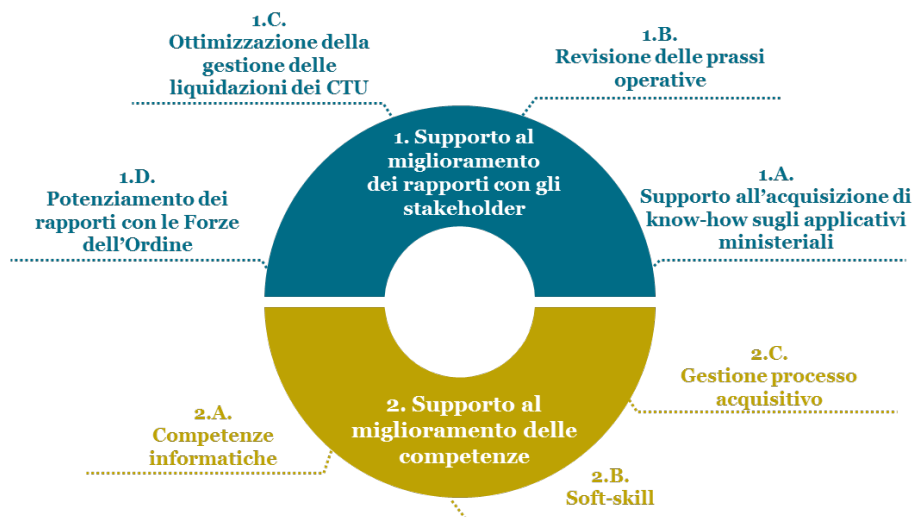 1.C.
Ottimizzazione della
gestione delle
liquidazioni dei CTU
1.B.
Revisione delle prassi
operative
1. Supporto al
miglioramento
dei rapporti con gli
stakeholder
1.D.
Potenziamento dei
rapporti con le Forze
dell’Ordine
1.A.
Supporto all’acquisizione di
know-how sugli applicativi
ministeriali
2.C.
Gestione processo
acquisitivo
2. Supporto al
miglioramento delle
competenze
2.A.
Competenze
informatiche
2.B.
Soft-skill